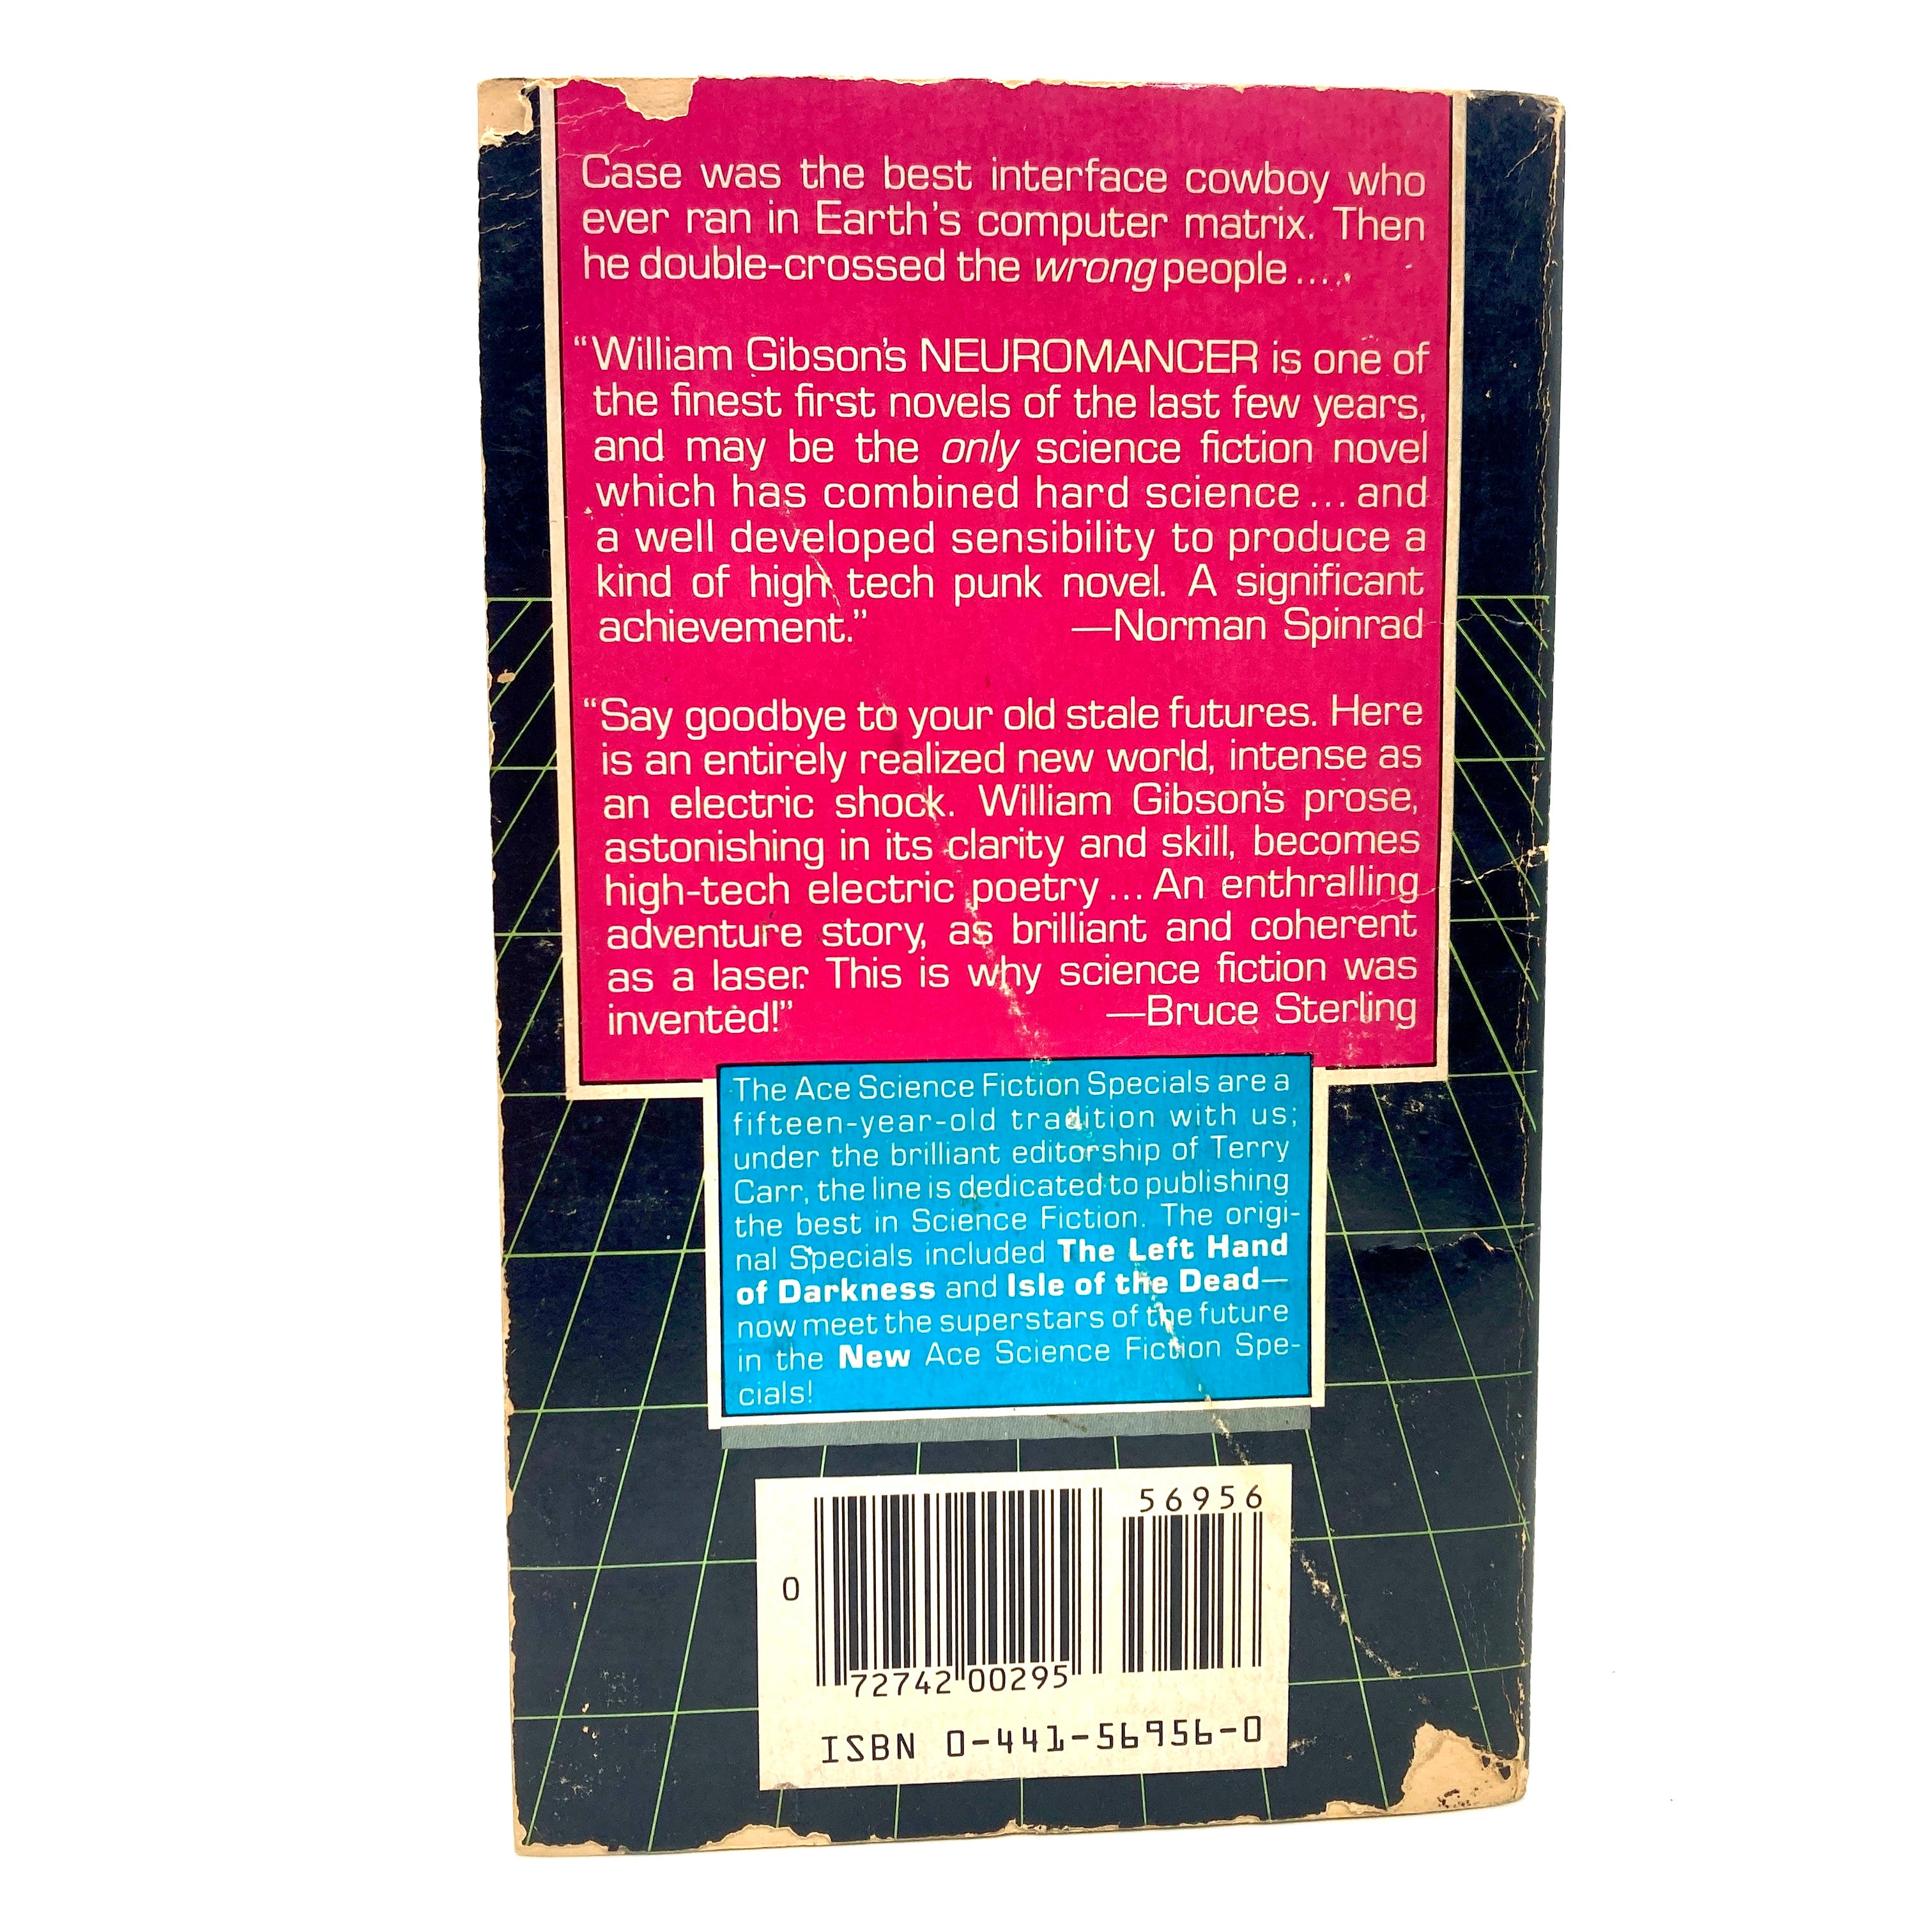 Case was the best interface cowboy who
ever ran in Earth's computer matrix. Then
he double-crossed the wrong people....
“William Gibson's NEUROMANCER is one of
the finest first novels of the last few years,
and may be the only science fiction novel
which has combined hard science...and
a well developed sensibility to produce a
kind of high tech punk novel. A significant
achievement.” —Norman Spinrad
“Say goodbye to your old stale futures. Here
is an entirely realized new world, intense as
an electric shock. William Gibson's prose,
astonishing in its clarity and skill, becomes
high-tech electric poetry...An enthralling
adventure story, as brilliant and coherent
as a laser. This is why science fiction was
invented!” —Bruce Sterling
The Ace Science Fiction Specials are a
fifteen-year-old tradition with us;
under the brilliant editorship of Terry
Carr, the line is dedicated to publishing
the best in Science Fiction. The origi-
nal Specials included The Left Hand
of Darkness and Isle of the Dead—
now meet the superstars of the future
in the New Ace Science Fiction Spe-
cials!
56956
0
72742 00295
ISBN 0-441-56956-0